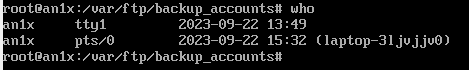 root@an1x:/var/ftp/backup_accounts# who
an1x     tty1         2023-09-22 13:49
an1x     pts/0        2023-09-22 15:32 (laptop-3ljvjjv0)
root@an1x:/var/ftp/backup_accounts#